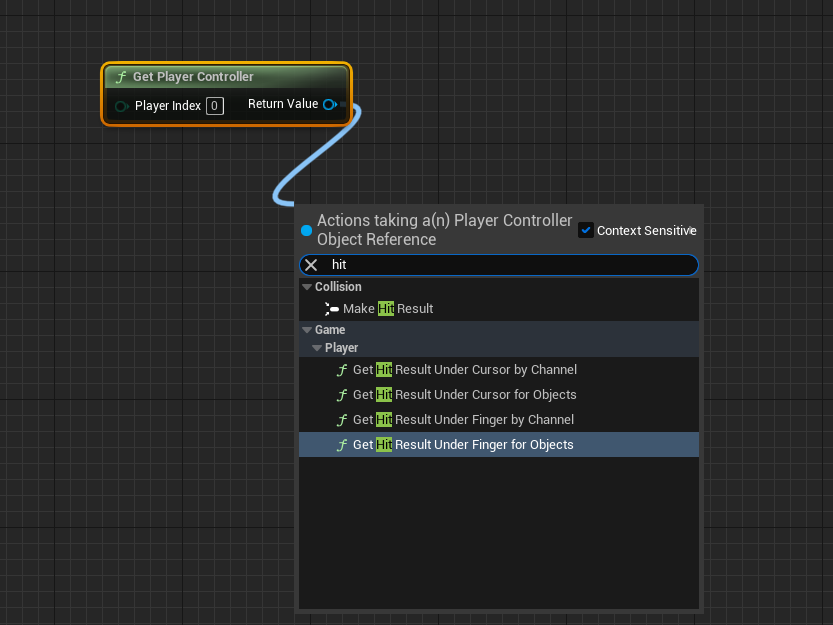 f Get Player Controller
Player Index 0 Return Value
Actions taking a(n) Player Controller
Object Reference
Context Sensitive
hit
Collision
Make Hit Result
Game
Player
f Get Hit Result Under Cursor by Channel
f Get Hit Result Under Cursor for Objects
f Get Hit Result Under Finger by Channel
f Get Hit Result Under Finger for Objects